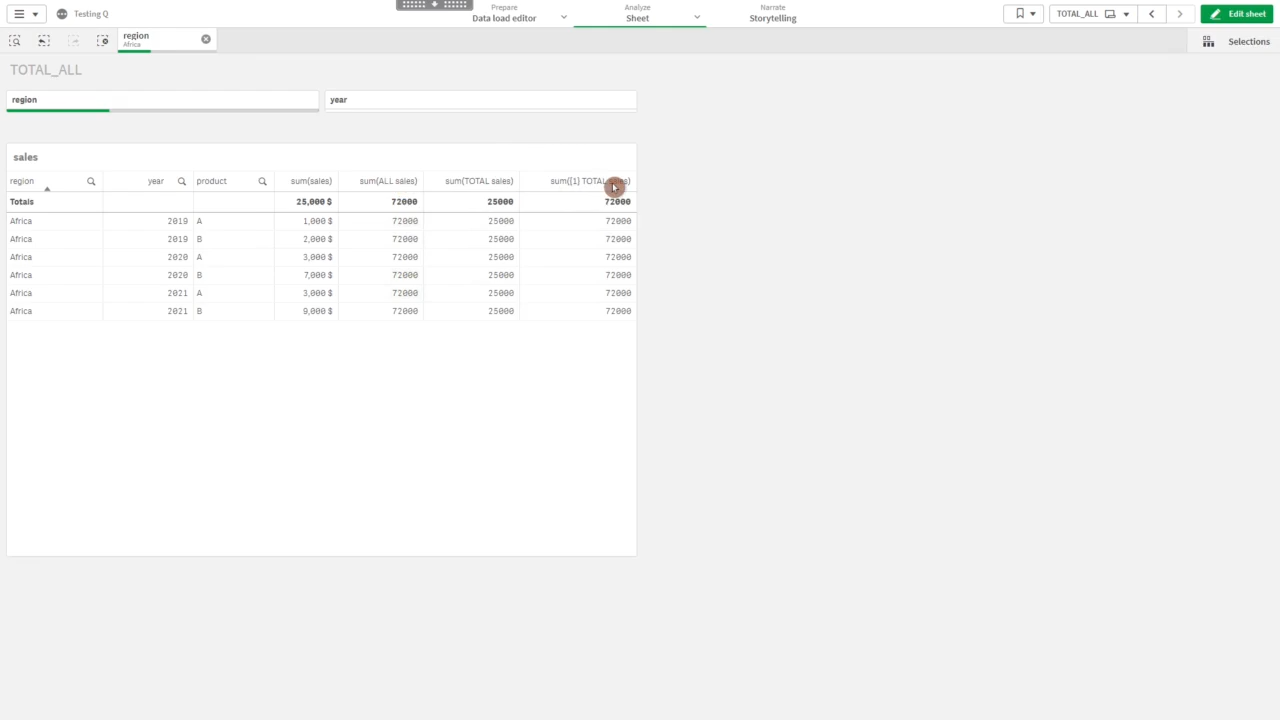 Testing Q
Prepare
Data load editor
Analyze
Sheet
Narrate
Storytelling
TOTAL_ALL
Edit sheet
region
Africa
Selections
TOTAL_ALL
region year
sales
region year product sum(sales) sum(ALL sales) sum(TOTAL sales) sum({1} TOTAL sales)
Totals 25,000 $ 72000 25000 72000
Africa 2019 A 1,000 $ 72000 25000 72000
Africa 2019 B 2,000 $ 72000 25000 72000
Africa 2020 A 3,000 $ 72000 25000 72000
Africa 2020 B 7,000 $ 72000 25000 72000
Africa 2021 A 3,000 $ 72000 25000 72000
Africa 2021 B 9,000 $ 72000 25000 72000